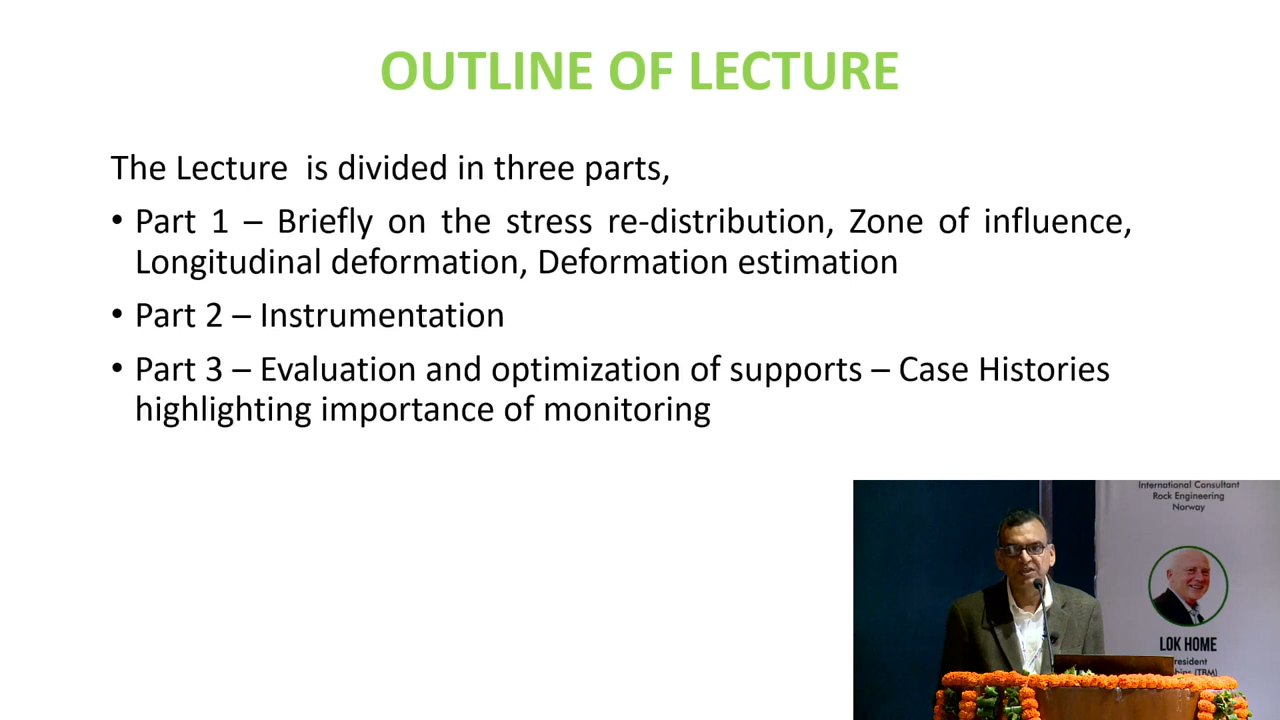 OUTLINE OF LECTURE
The Lecture is divided in three parts,
• Part 1 – Briefly on the stress re-distribution, Zone of influence,
Longitudinal deformation, Deformation estimation
• Part 2 – Instrumentation
• Part 3 – Evaluation and optimization of supports – Case Histories
highlighting importance of monitoring
International Consultant
Rock Engineering
Norway
LOK HOME
(TBM)